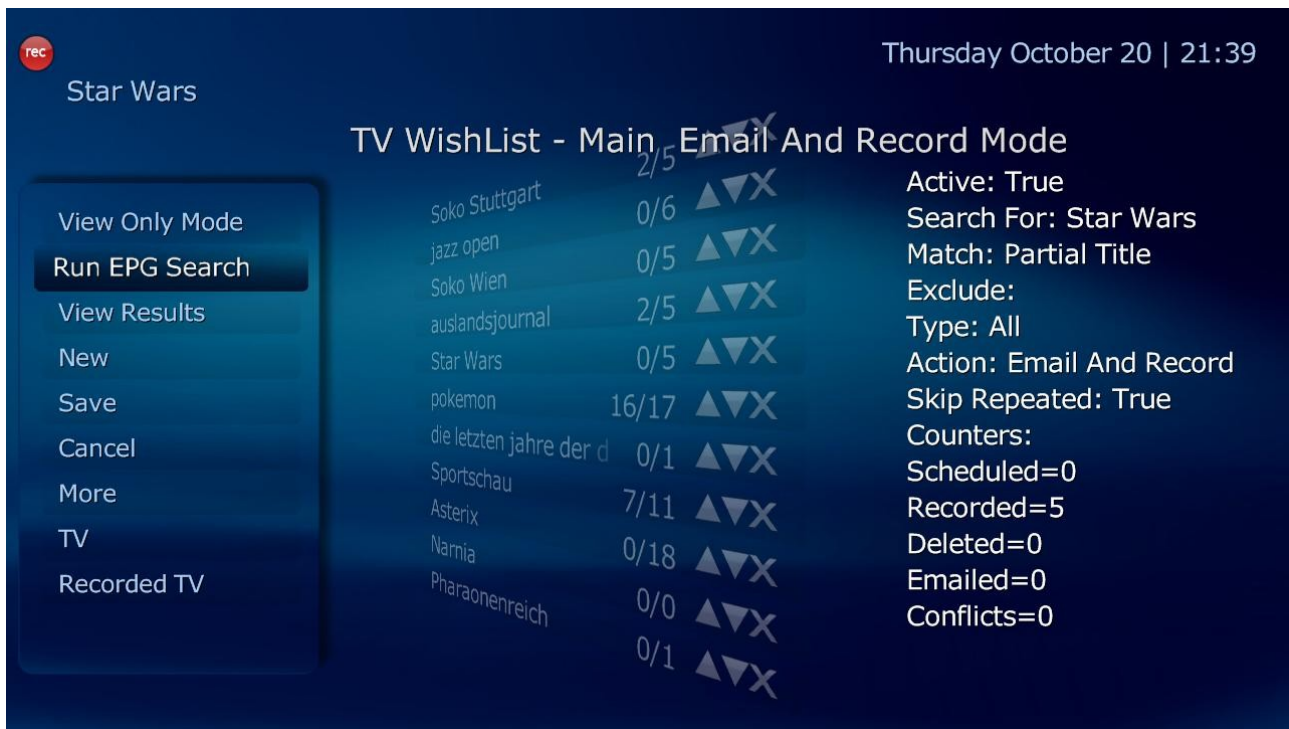 rec
Thursday October 20 | 21:39
Star Wars
TV WishList - Main Email And Record Mode
View Only Mode
Run EPG Search
View Results
New
Save
Cancel
More
TV
Recorded TV
2/5
Soko Stuttgart 0/6
jazz open 0/5
Soko Wien 2/5
auslandsjournal 0/5
Star Wars 16/17
pokemon 0/1
die letzten jahre der d 7/11
Sportschau 0/18
Asterix 0/0
Narnia 0/1
Pharaonenreich
Active: True
Search For: Star Wars
Match: Partial Title
Exclude:
Type: All
Action: Email And Record
Skip Repeated: True
Counters:
Scheduled=0
Recorded=5
Deleted=0
Emailed=0
Conflicts=0